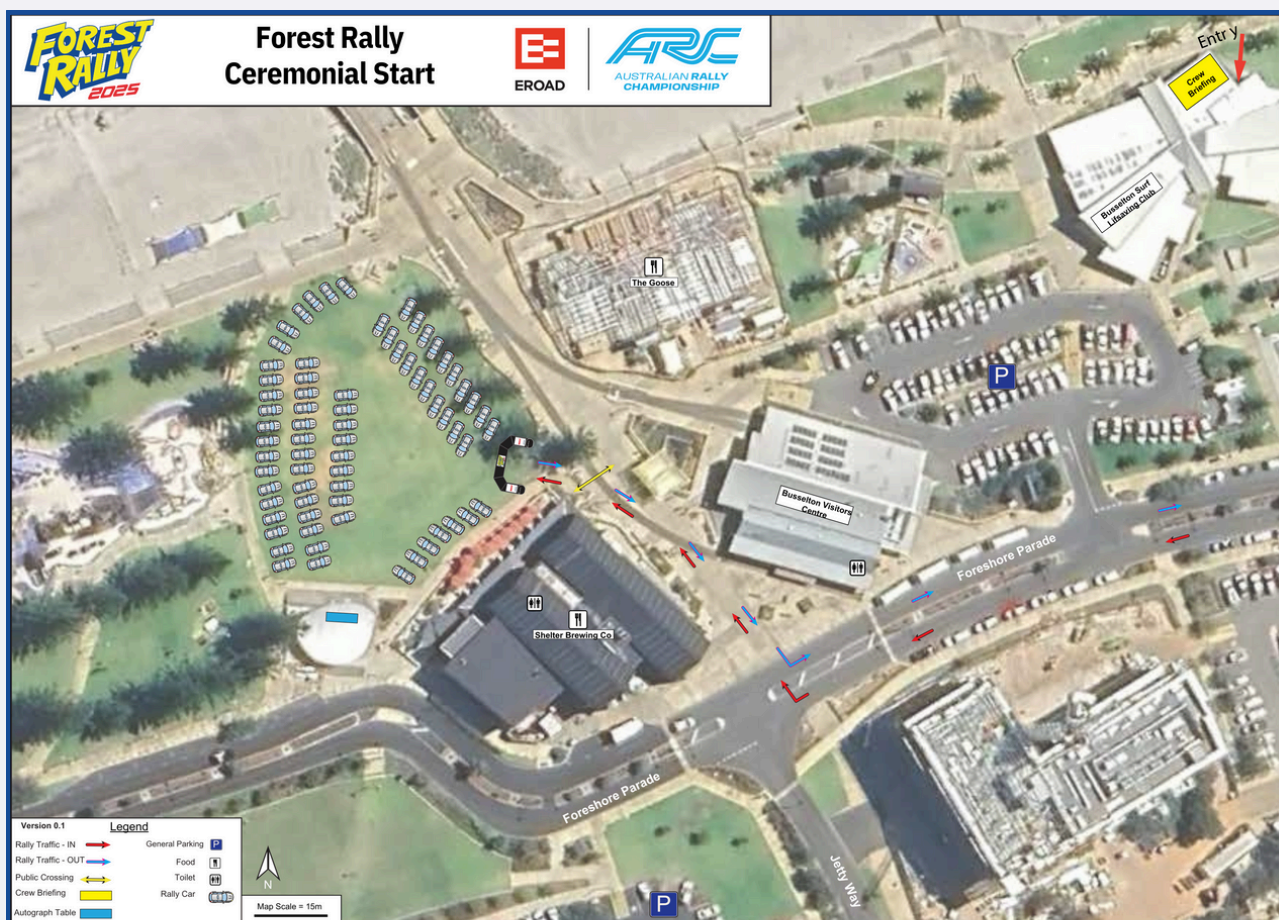 FOREST
RALLY
2025
Forest Rally
Ceremonial Start
EROAD
ARC
AUSTRALIAN RALLY
CHAMPIONSHIP
Entry
Crew
Briefing
Busselton Surf
Lifsaving Club
The Goose
P
Busselton Visitors
Centre
Foreshore Parade
Shelter Brewing Co
Foreshore Parade
Jetty Way
P
Version 0.1
Legend
Rally Traffic - IN
General Parking P
Rally Traffic - OUT
Food
Public Crossing
Toilet
Crew Briefing
Rally Car
Autograph Table
N
Map Scale = 15m